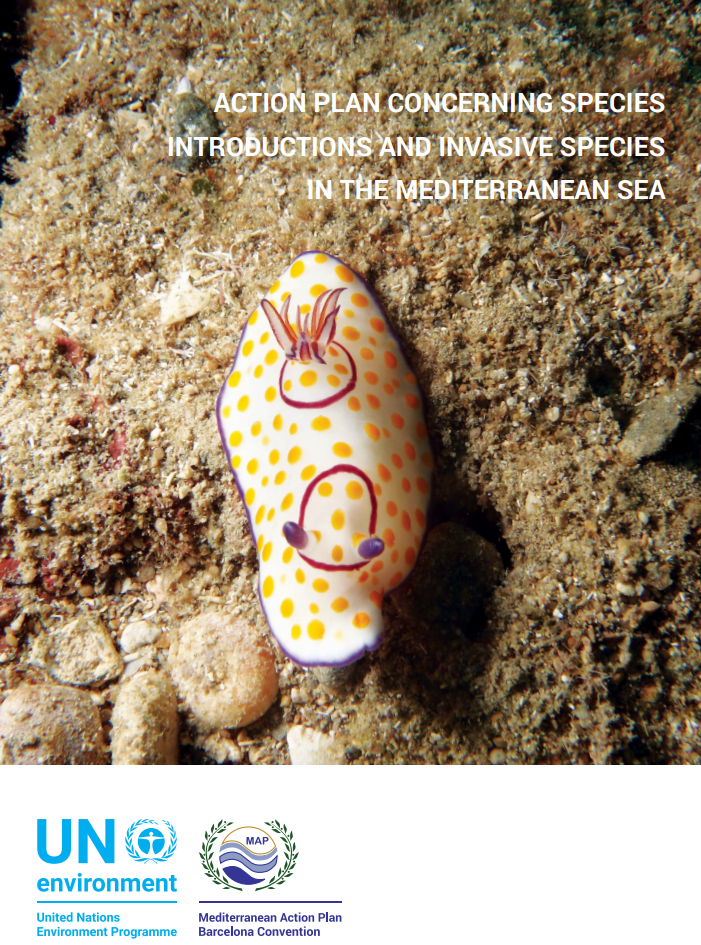 ACTION PLAN CONCERNING SPECIES
INTRODUCTIONS AND INVASIVE SPECIES
IN THE MEDITERRANEAN SEA
UN
environment
United Nations
Environment Programme
MAP
Mediterranean Action Plan
Barcelona Convention